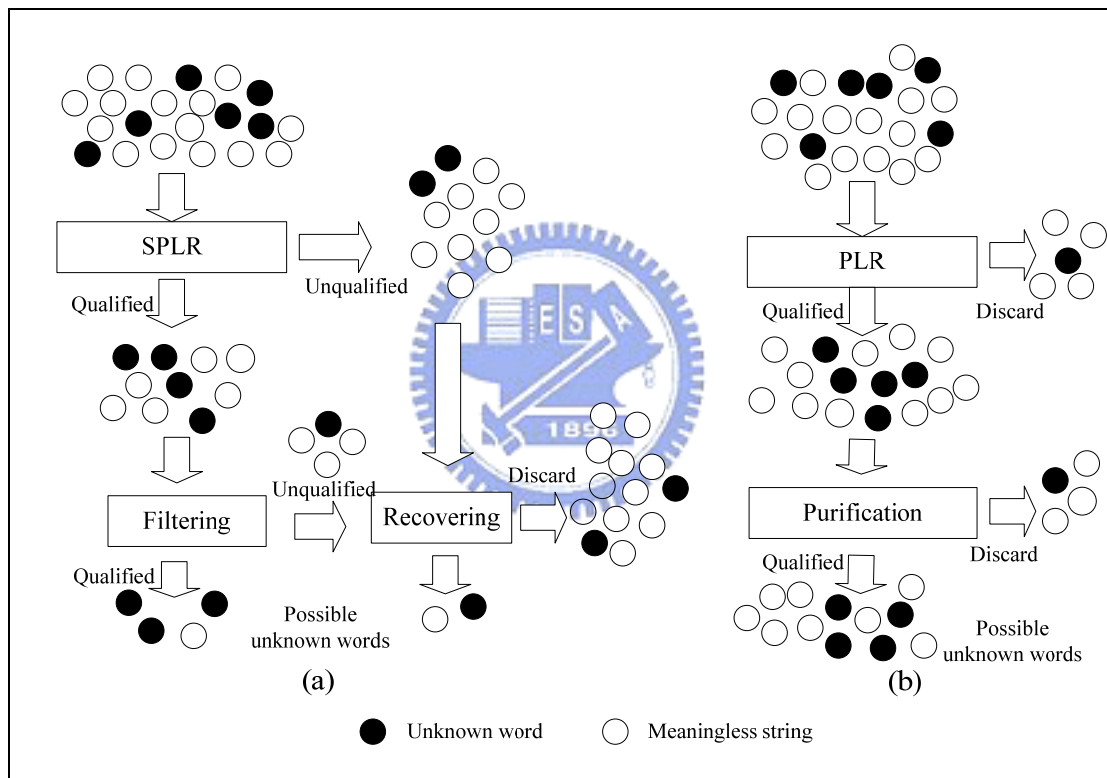 SPLR
Unqualified
Qualified
Filtering
Unqualified
Recovering
Discard
Qualified
Possible
unknown words
(a)
PLR
Discard
Qualified
Purification
Discard
Qualified
Possible
unknown words
(b)
Unknown word
Meaningless string
E S A
1896